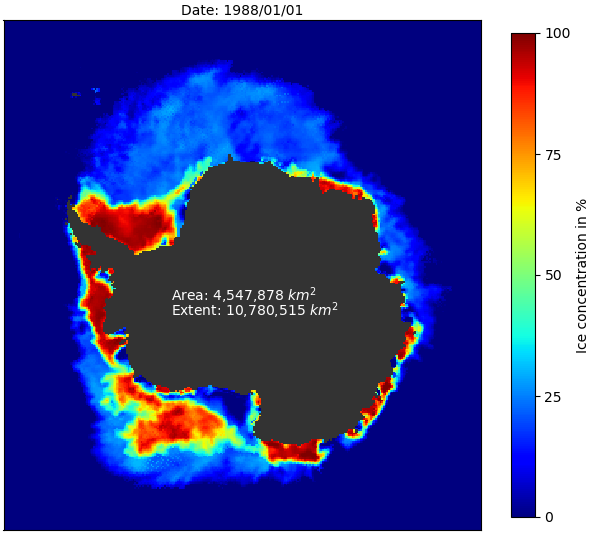 Date: 1988/01/01
100
75
50
25
0
Ice concentration in %
Area: 4,547,878 km²
Extent: 10,780,515 km²